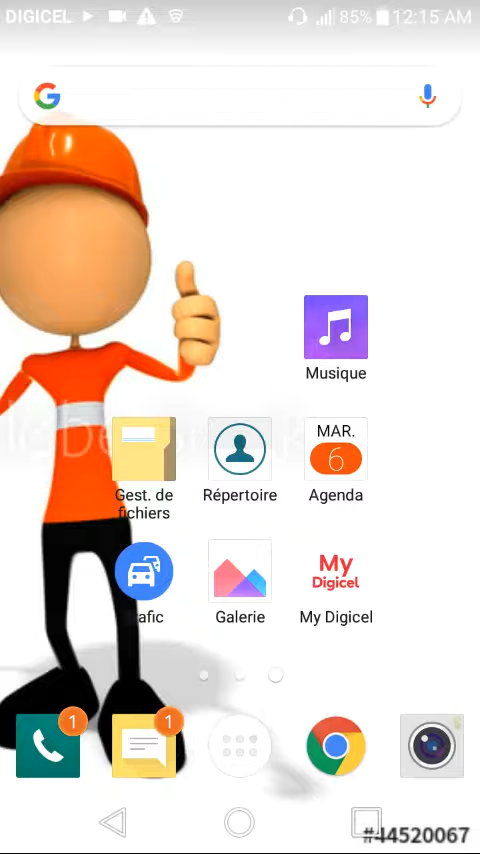 DIGICEL
85%
12:15 AM
Musique
MAR.
6
Gest. de
fichiers
Répertoire
Agenda
My
Digicel
Galerie
My Digicel
1
1
#44520067